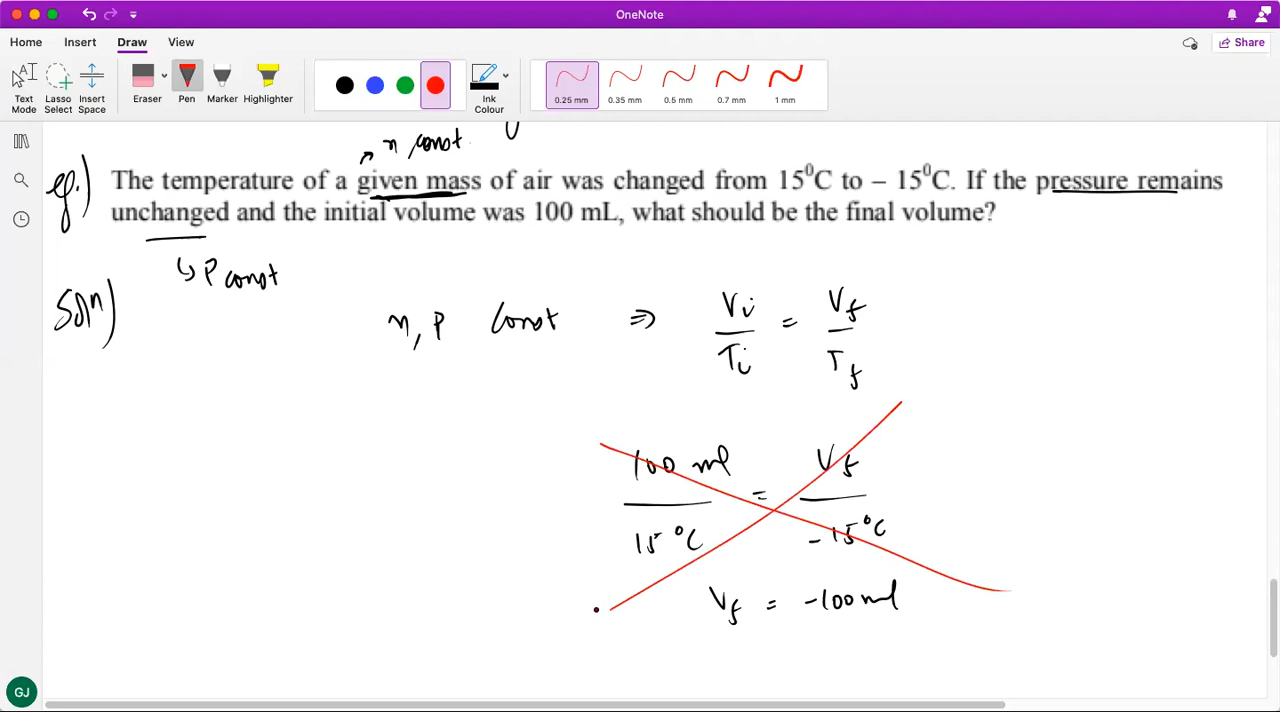 OneNote
Home Insert Draw View
Share
Text Mode
Lasso Select
Insert Space
Eraser
Pen
Marker
Highlighter
Ink Colour
0.25 mm
0.35 mm
0.5 mm
0.7 mm
1 mm
n const.
eg.) The temperature of a given mass of air was changed from 15⁰C to – 15⁰C. If the pressure remains
unchanged and the initial volume was 100 mL, what should be the final volume?
↳ P const
Solⁿ) n, P const ⇒ Vi/Ti = Vf/Tf
100 ml/15°C = Vf/-15°C
Vf = -100 ml
GJ